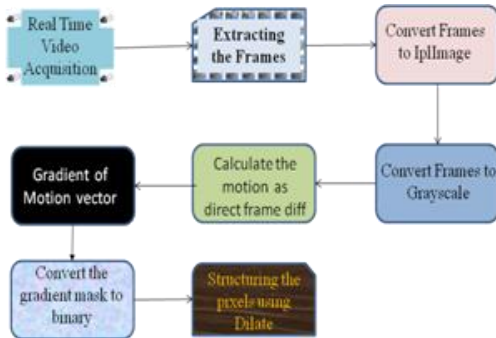 Real Time
Video
Acquisition
Extracting
the Frames
Convert Frames
to IplImage
Convert Frames to
Grayscale
Calculate the
motion as
direct frame diff
Gradient of
Motion vector
Convert the
gradient mask to
binary
Structuring the
pixels using
Dilate